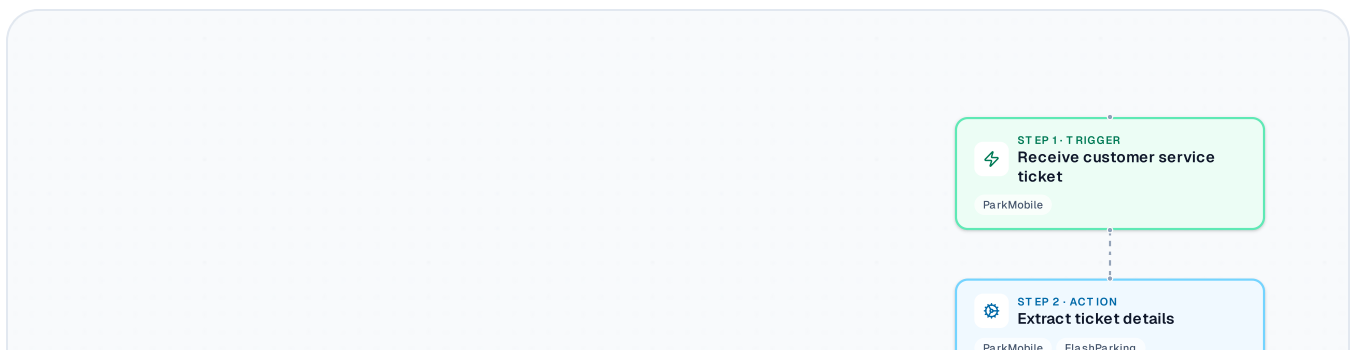 STEP 1 · TRIGGER
Receive customer service
ticket
ParkMobile
STEP 2 · ACTION
Extract ticket details
ParkMobile FlashParking